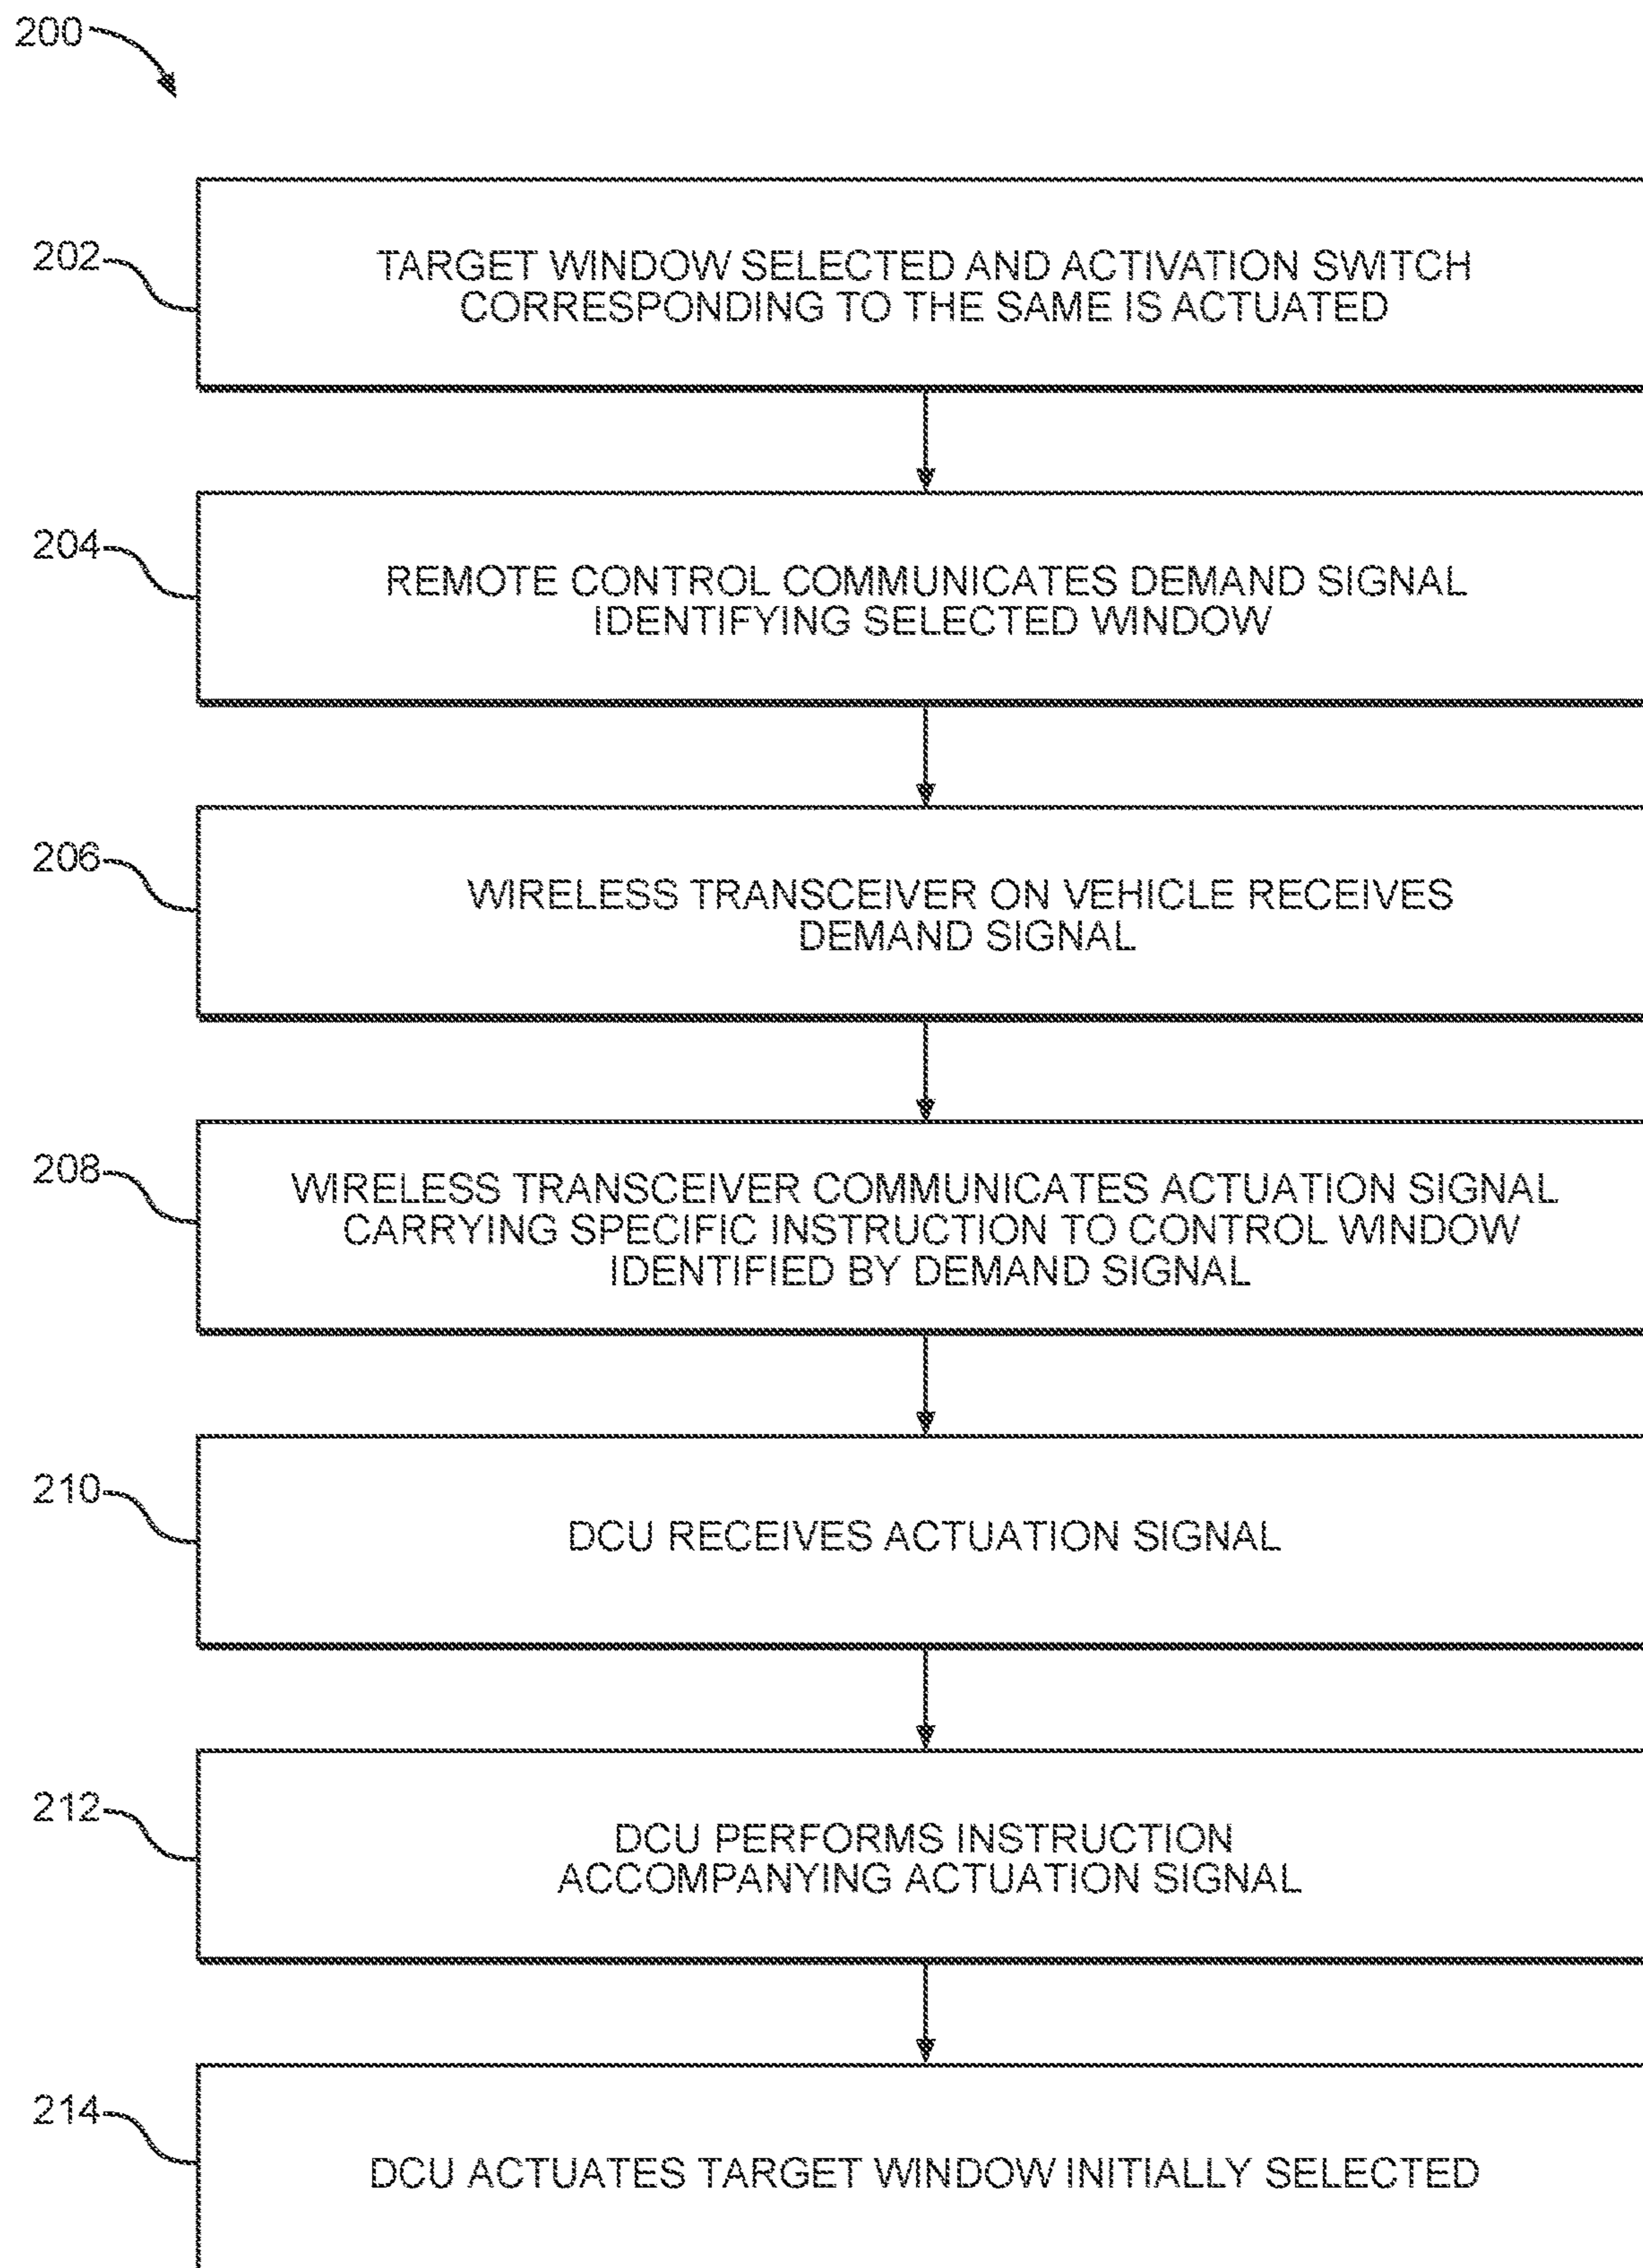 200
202
TARGET WINDOW SELECTED AND ACTIVATION SWITCH
CORRESPONDING TO THE SAME IS ACTUATED
204
REMOTE CONTROL COMMUNICATES DEMAND SIGNAL
IDENTIFYING SELECTED WINDOW
206
WIRELESS TRANSCEIVER ON VEHICLE RECEIVES
DEMAND SIGNAL
208
WIRELESS TRANSCEIVER COMMUNICATES ACTUATION SIGNAL
CARRYING SPECIFIC INSTRUCTION TO CONTROL WINDOW
IDENTIFIED BY DEMAND SIGNAL
210
DCU RECEIVES ACTUATION SIGNAL
212
DCU PERFORMS INSTRUCTION
ACCOMPANYING ACTUATION SIGNAL
214
DCU ACTUATES TARGET WINDOW INITIALLY SELECTED